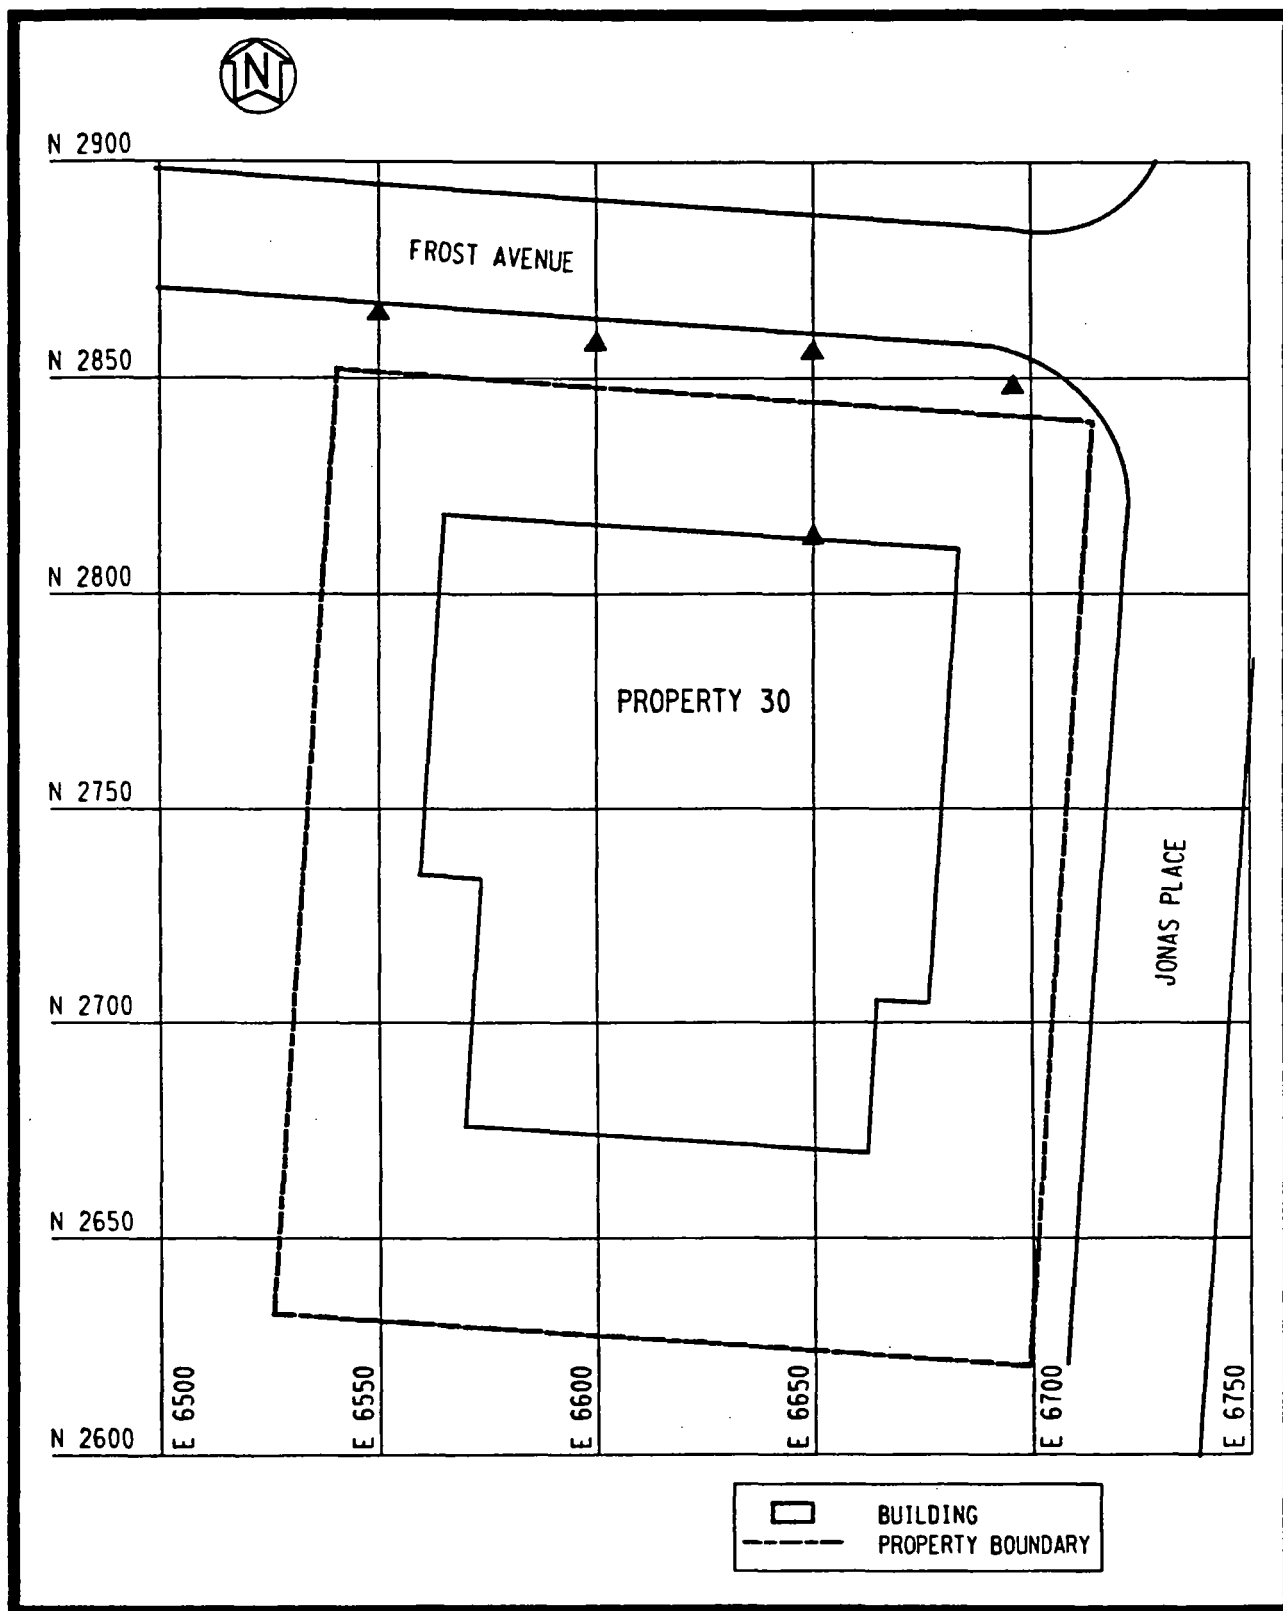 N
N 2900
FROST AVENUE
N 2850
N 2800
PROPERTY 30
N 2750
JONAS PLACE
N 2700
N 2650
E 6500
E 6550
E 6600
E 6650
E 6700
E 6750
N 2600
BUILDING
PROPERTY BOUNDARY